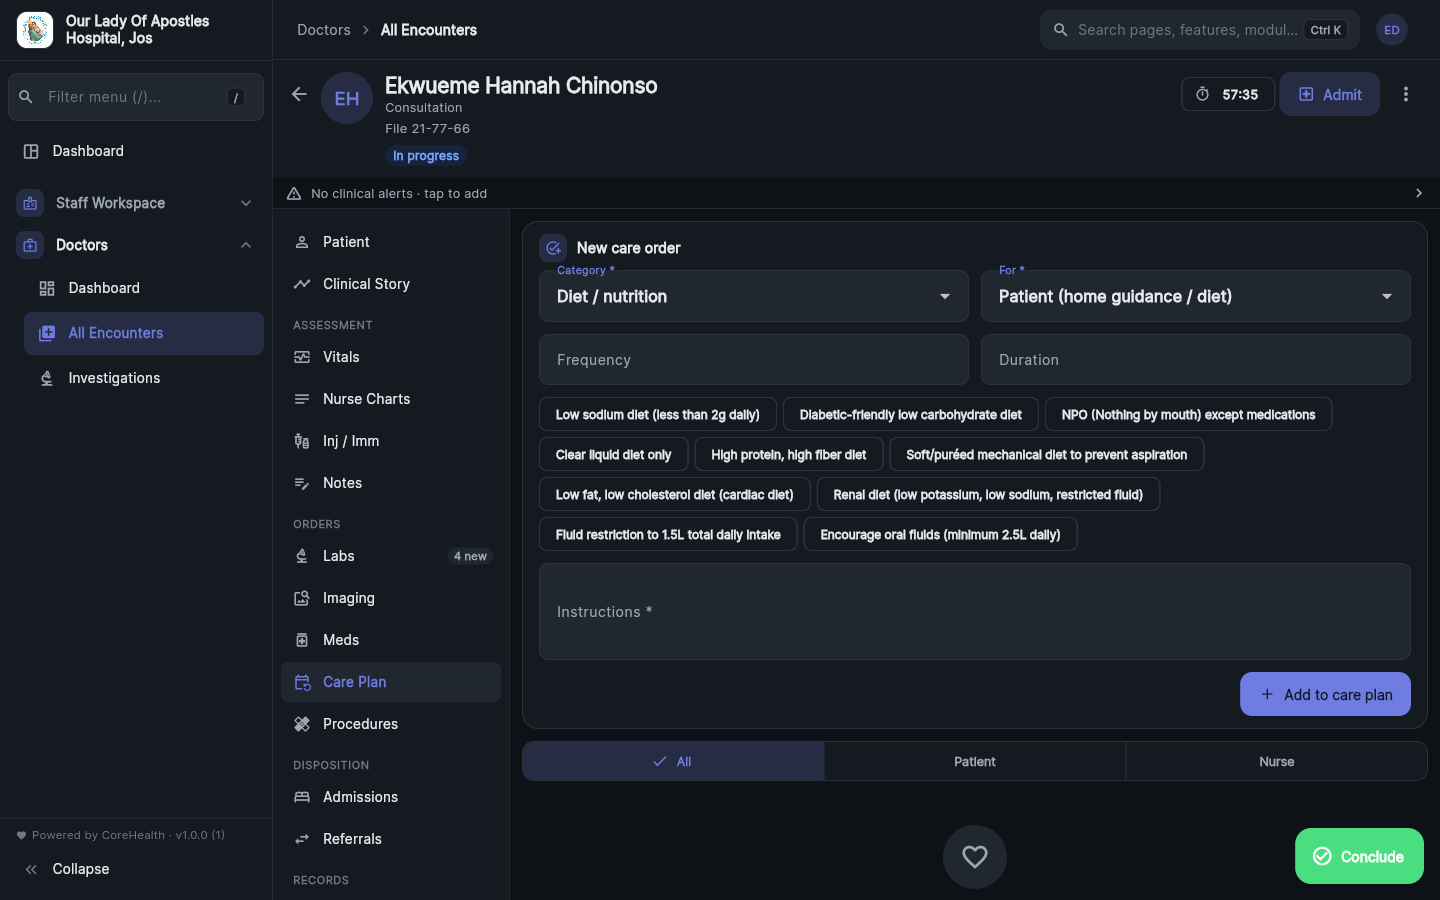 Our Lady Of Apostles
Hospital, Jos
Doctors
All Encounters
Search pages, features, modul...
Ctrl K
ED
Filter menu (/)...
/
Dashboard
Staff Workspace
Doctors
Dashboard
All Encounters
Investigations
Powered by CoreHealth · v1.0.0 (1)
Collapse
EH
Ekwueme Hannah Chinonso
Consultation
File 21-77-66
In progress
57:35
Admit
No clinical alerts · tap to add
Patient
Clinical Story
ASSESSMENT
Vitals
Nurse Charts
Inj / Imm
Notes
ORDERS
Labs
4 new
Imaging
Meds
Care Plan
Procedures
DISPOSITION
Admissions
Referrals
RECORDS
New care order
Category *
Diet / nutrition
For *
Patient (home guidance / diet)
Frequency
Duration
Low sodium diet (less than 2g daily)
Diabetic-friendly low carbohydrate diet
NPO (Nothing by mouth) except medications
Clear liquid diet only
High protein, high fiber diet
Soft/puréed mechanical diet to prevent aspiration
Low fat, low cholesterol diet (cardiac diet)
Renal diet (low potassium, low sodium, restricted fluid)
Fluid restriction to 1.5L total daily intake
Encourage oral fluids (minimum 2.5L daily)
Instructions *
Add to care plan
All
Patient
Nurse
Conclude